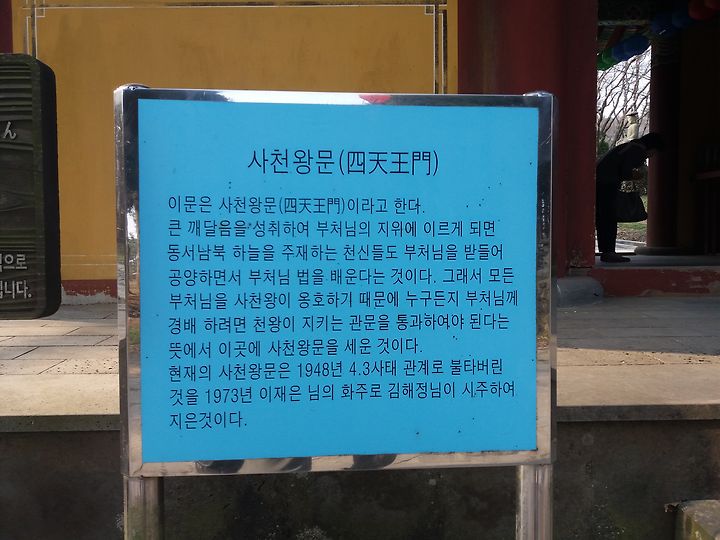 사천왕문(四天王門)
이문은 사천왕문(四天王門)이라고 한다.
큰 깨달음을 성취하여 부처님의 지위에 이르게 되면
동서남북 하늘을 주재하는 천신들도 부처님을 받들어
공양하면서 부처님 법을 배운다는 것이다. 그래서 모든
부처님을 사천왕이 옹호하기 때문에 누구든지 부처님께
경배 하려면 천왕이 지키는 관문을 통과하여야 된다는
뜻에서 이곳에 사천왕문을 세운 것이다.
현재의 사천왕문은 1948년 4.3사태 관계로 불타버린
것을 1973년 이재은 님의 화주로 김해정님이 시주하여
지은것이다.
ん
으로
니다.